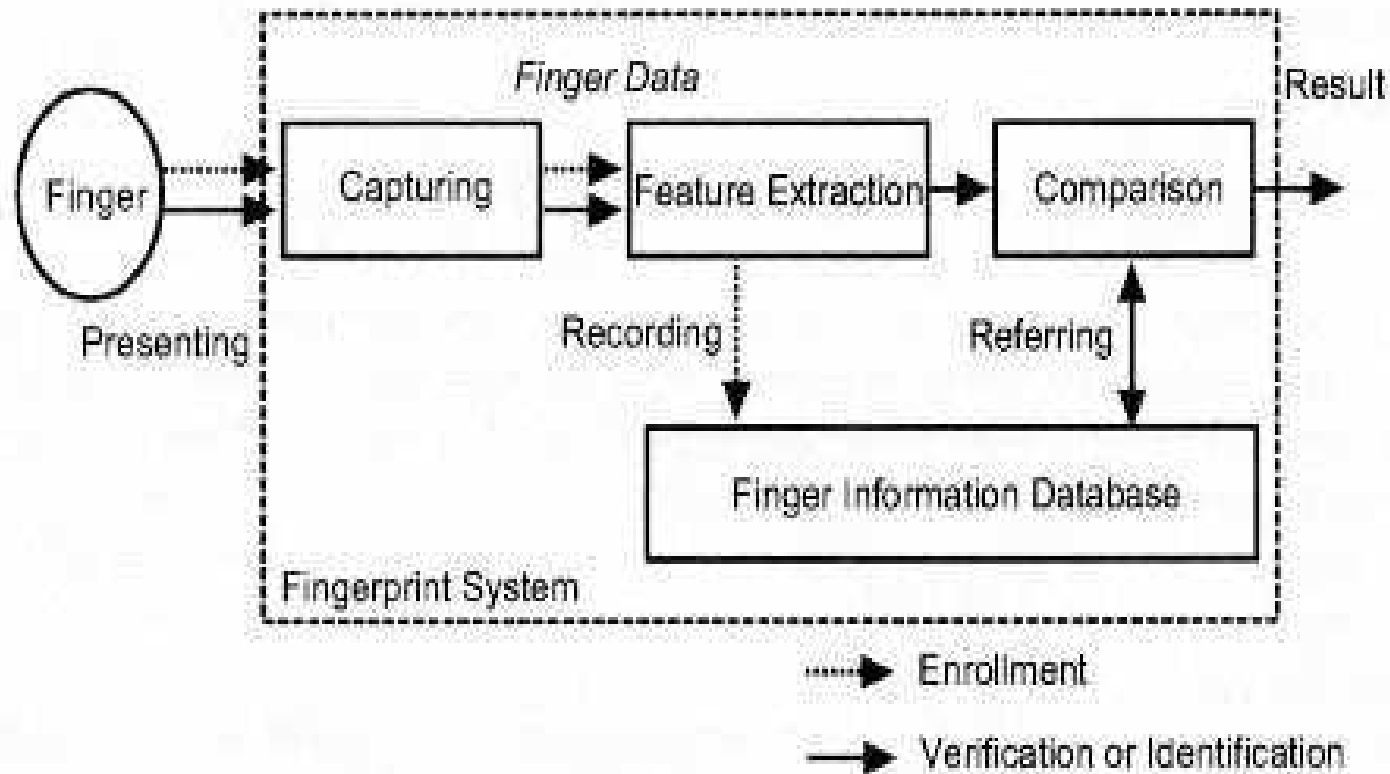 Finger Data
Result
Finger
Capturing
Feature Extraction
Comparison
Presenting
Recording
Referring
Finger Information Database
Fingerprint System
Enrollment
Verification or Identification